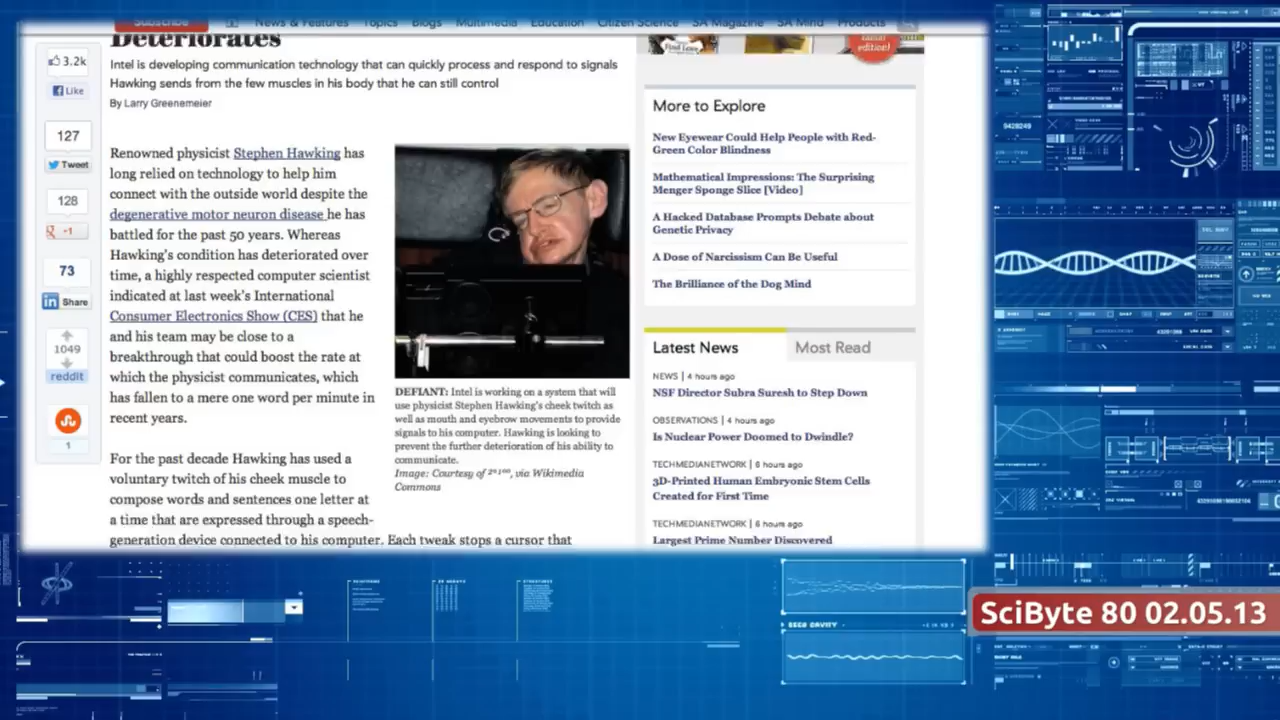 Subscribe
News & Features Topics Blogs Multimedia Education Citizen Science SA Magazine SA Mind Products
Deteriorates
Intel is developing communication technology that can quickly process and respond to signals
Hawking sends from the few muscles in his body that he can still control
By Larry Greenemeier
3.2k
Like
127
Tweet
128
+1
73
Share
1049
reddit
1
Renowned physicist Stephen Hawking has
long relied on technology to help him
connect with the outside world despite the
degenerative motor neuron disease he has
battled for the past 50 years. Whereas
Hawking's condition has deteriorated over
time, a highly respected computer scientist
indicated at last week's International
Consumer Electronics Show (CES) that he
and his team may be close to a
breakthrough that could boost the rate at
which the physicist communicates, which
has fallen to a mere one word per minute in
recent years.
For the past decade Hawking has used a
voluntary twitch of his cheek muscle to
compose words and sentences one letter at
a time that are expressed through a speech-
generation device connected to his computer. Each tweak stops a cursor that
DEFIANT: Intel is working on a system that will
use physicist Stephen Hawking's cheek twitch as
well as mouth and eyebrow movements to provide
signals to his computer. Hawking is looking to
prevent the further deterioration of his ability to
communicate.
Image: Courtesy of via Wikimedia
Commons
edition!
More to Explore
New Eyewear Could Help People with Red-
Green Color Blindness
Mathematical Impressions: The Surprising
Menger Sponge Slice [Video]
A Hacked Database Prompts Debate about
Genetic Privacy
A Dose of Narcissism Can Be Useful
The Brilliance of the Dog Mind
Latest News
Most Read
NEWS | 4 hours ago
NSF Director Subra Suresh to Step Down
OBSERVATIONS | 4 hours ago
Is Nuclear Power Doomed to Dwindle?
TECHMEDIANETWORK | 6 hours ago
3D-Printed Human Embryonic Stem Cells
Created for First Time
TECHMEDIANETWORK | 6 hours ago
Largest Prime Number Discovered
SciByte 80 02.05.13